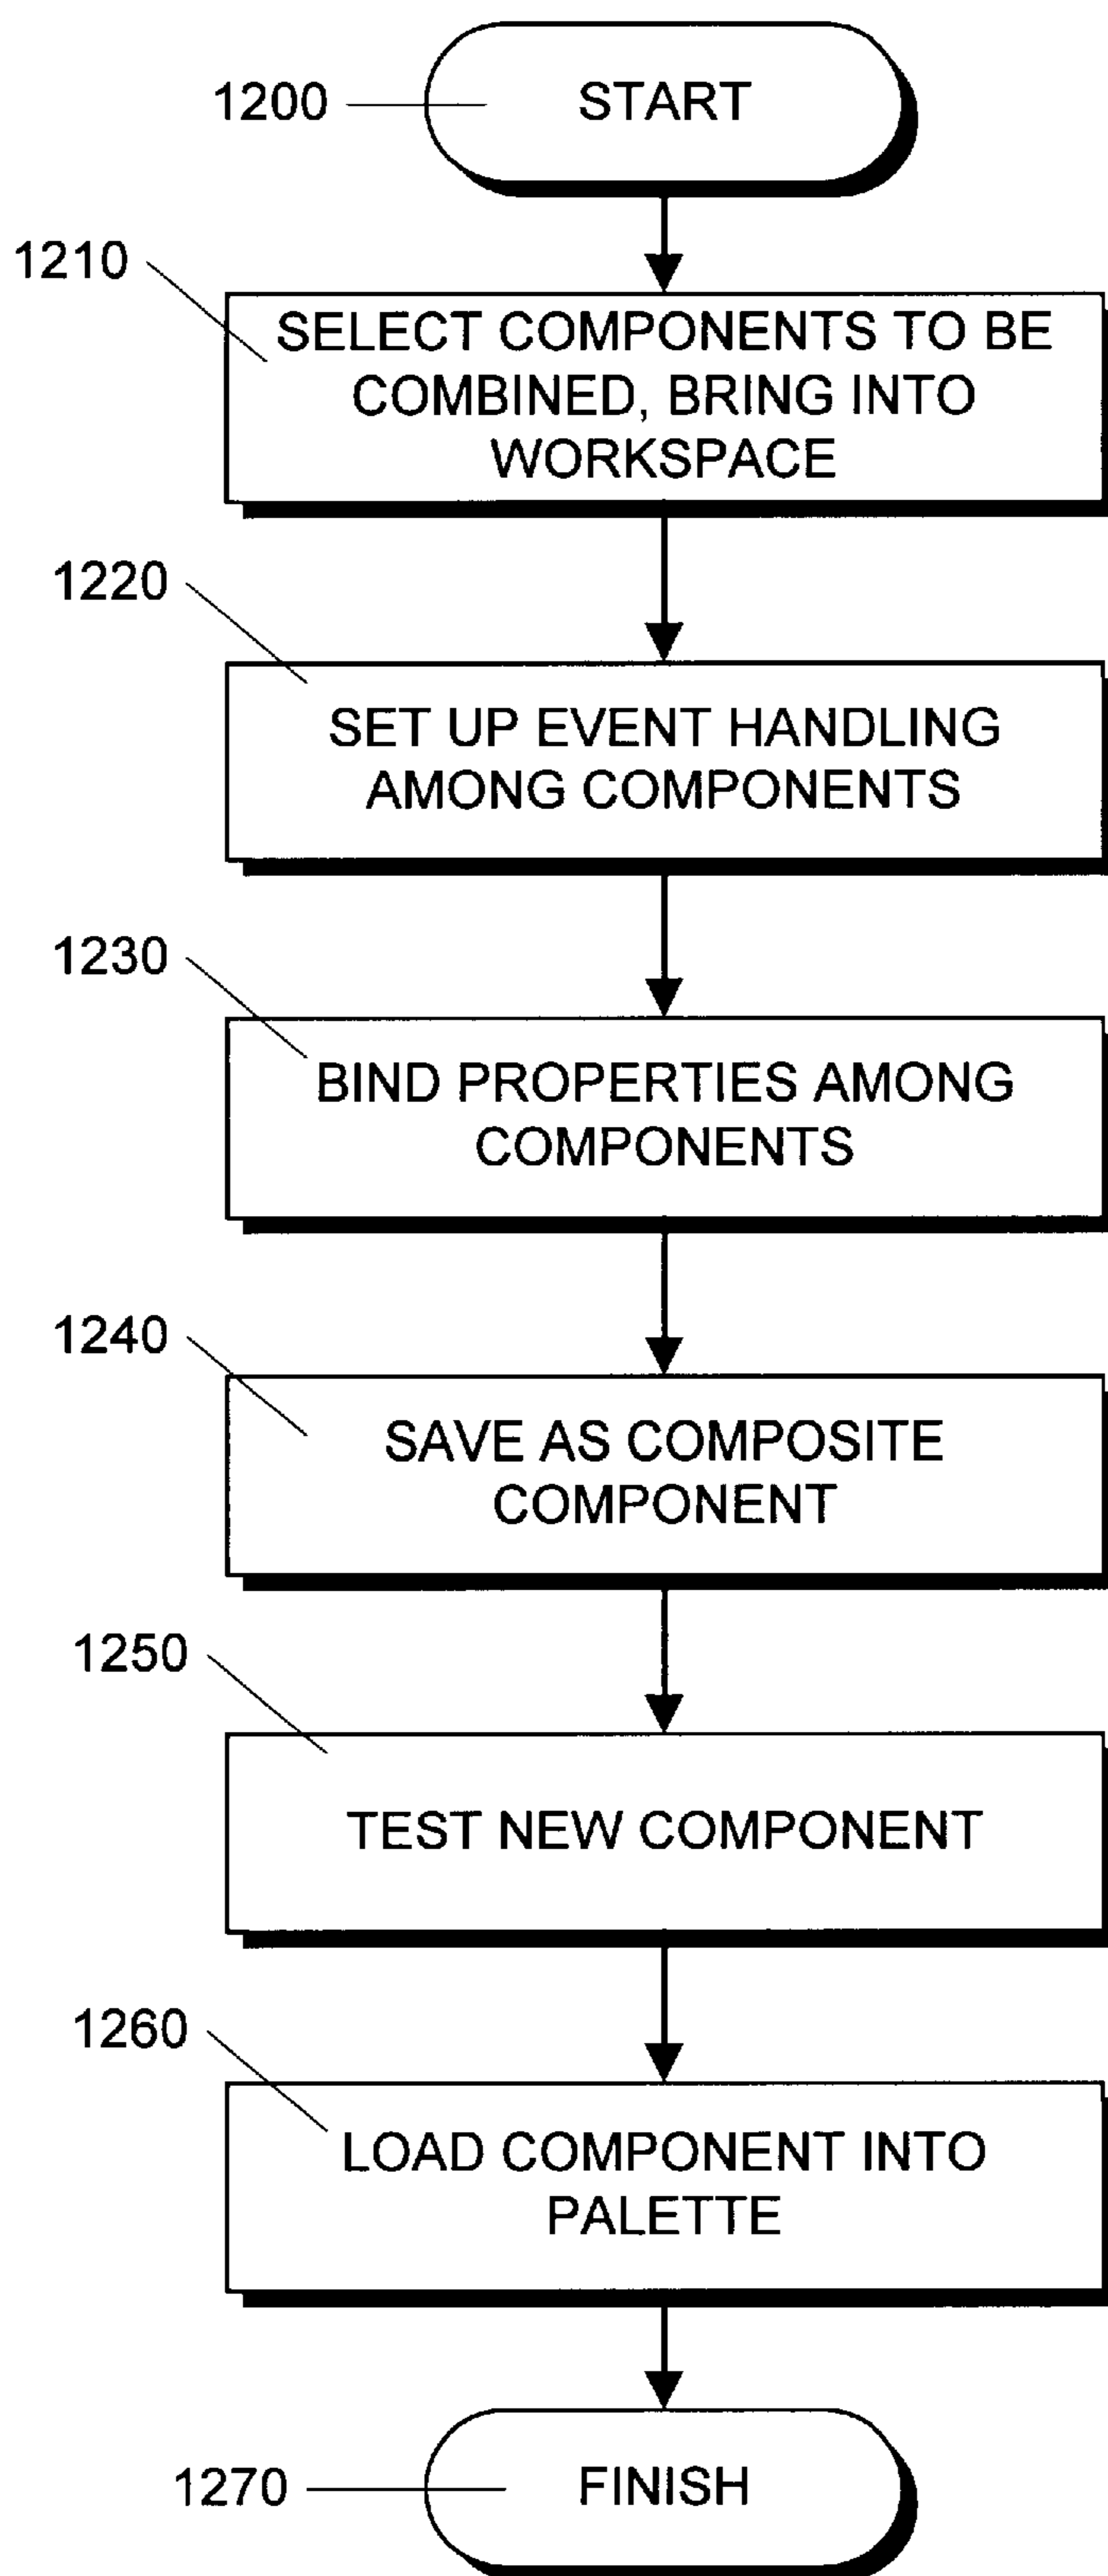 1200
START
1210
SELECT COMPONENTS TO BE
COMBINED, BRING INTO
WORKSPACE
1220
SET UP EVENT HANDLING
AMONG COMPONENTS
1230
BIND PROPERTIES AMONG
COMPONENTS
1240
SAVE AS COMPOSITE
COMPONENT
1250
TEST NEW COMPONENT
1260
LOAD COMPONENT INTO
PALETTE
1270
FINISH